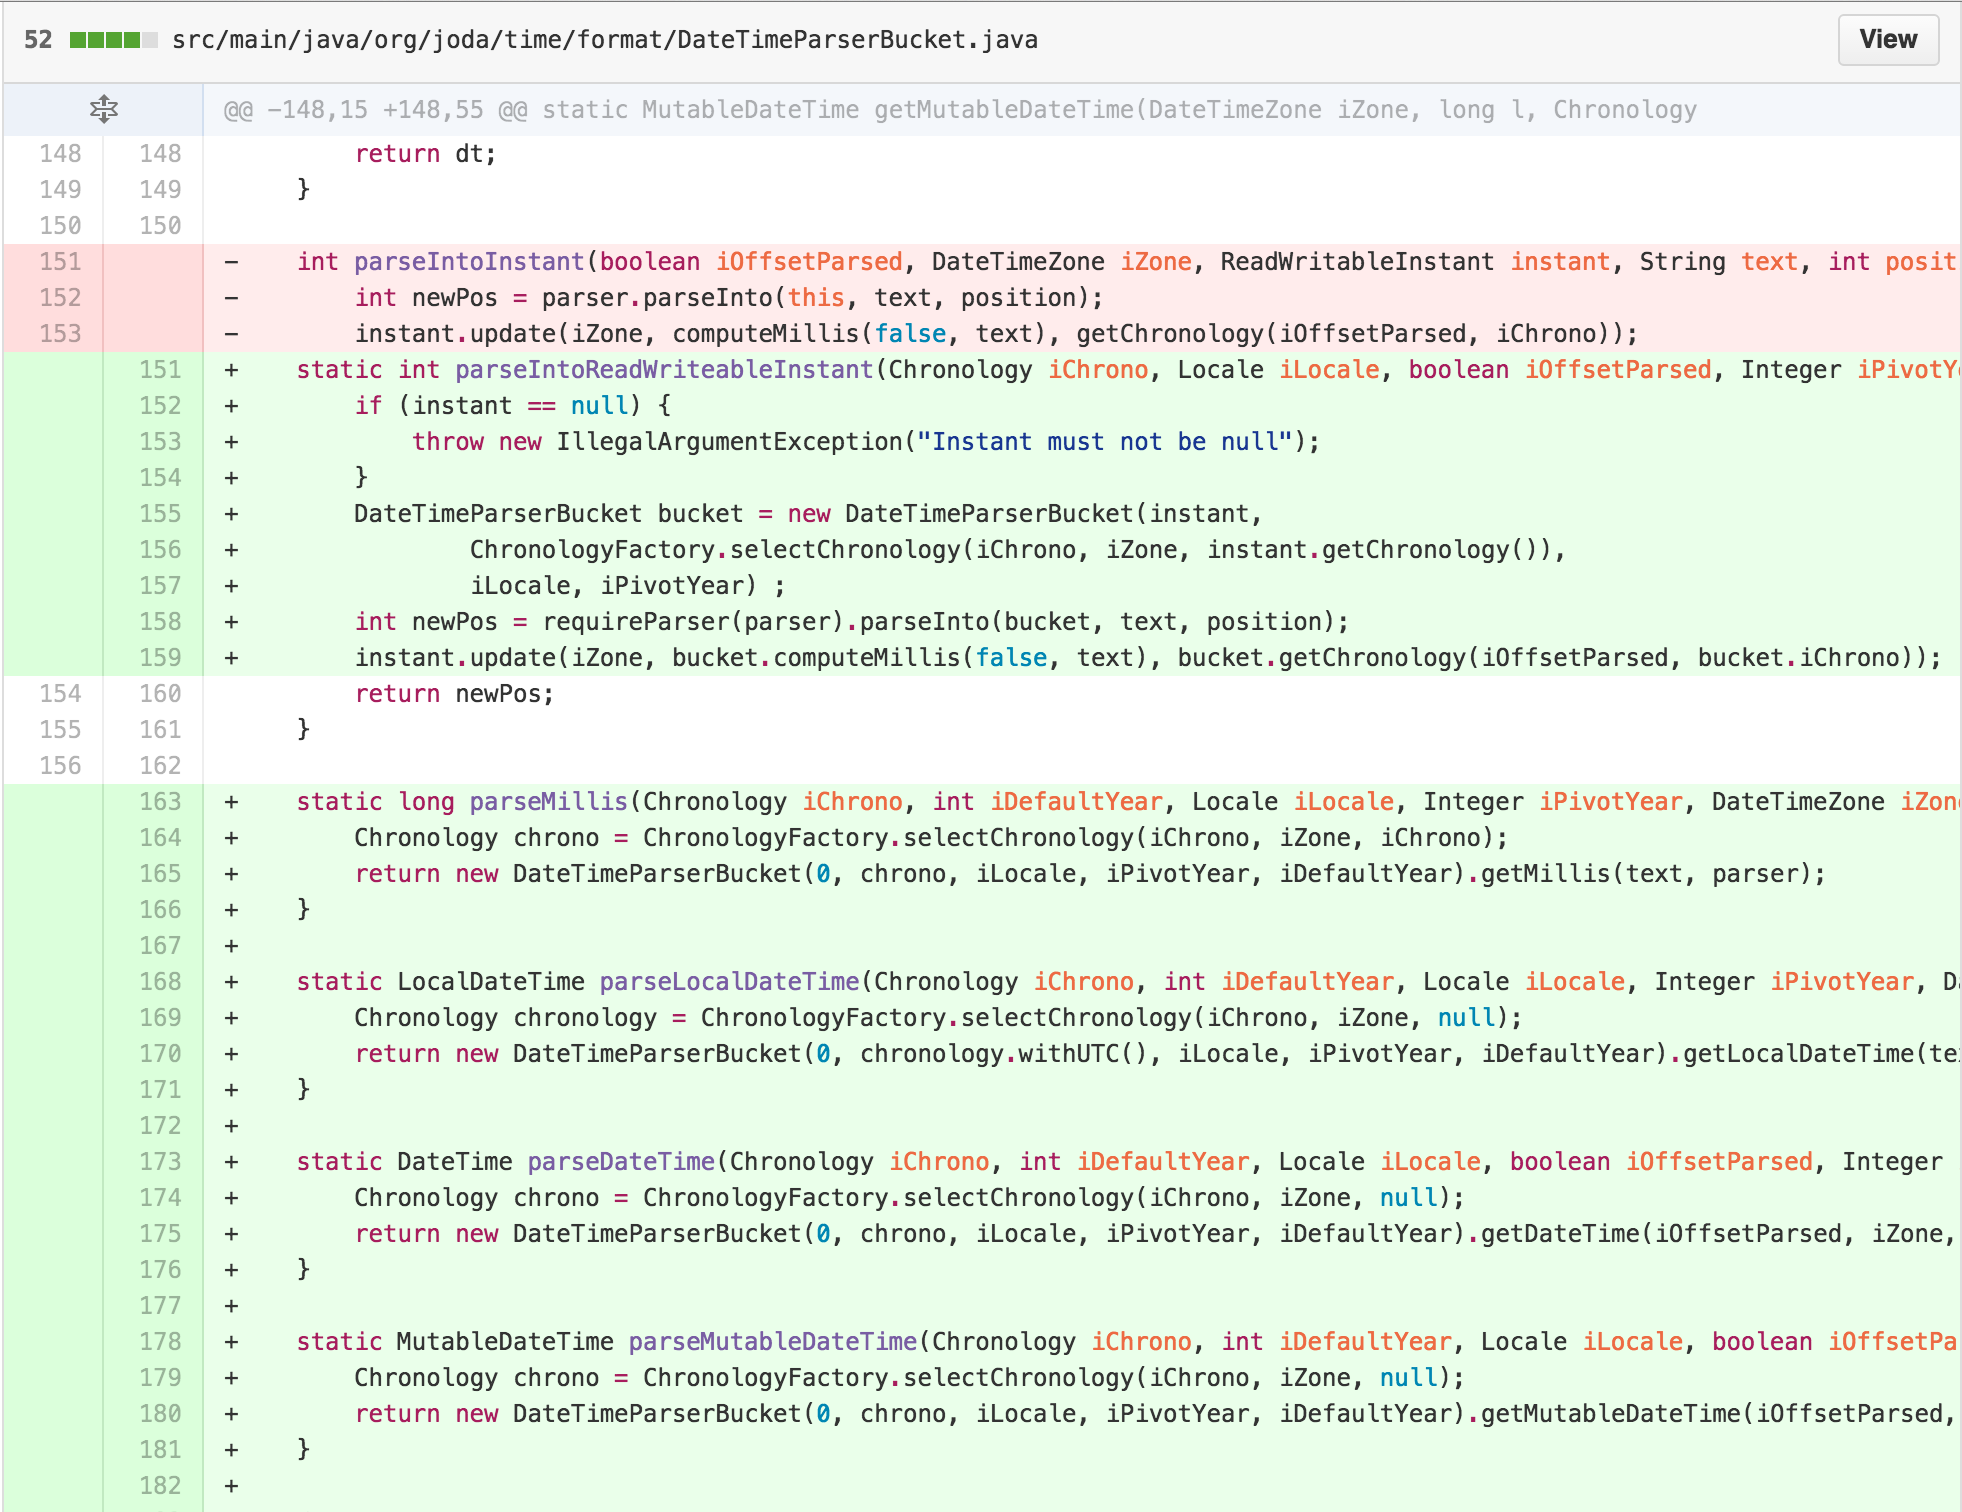 52 src/main/java/org/joda/time/format/DateTimeParserBucket.java View
@@ -148,15 +148,55 @@ static MutableDateTime getMutableDateTime(DateTimeZone iZone, long l, Chronology
148 148 return dt;
149 149 }
150 150
151 - int parseIntoInstant(boolean iOffsetParsed, DateTimeZone iZone, ReadWritableInstant instant, String text, int posit
152 - int newPos = parser.parseInto(this, text, position);
153 - instant.update(iZone, computeMillis(false, text), getChronology(iOffsetParsed, iChrono));
151 + static int parseIntoReadWriteableInstant(Chronology iChrono, Locale iLocale, boolean iOffsetParsed, Integer iPivotY
152 + if (instant == null) {
153 + throw new IllegalArgumentException("Instant must not be null");
154 + }
155 + DateTimeParserBucket bucket = new DateTimeParserBucket(instant,
156 + ChronologyFactory.selectChronology(iChrono, iZone, instant.getChronology()),
157 + iLocale, iPivotYear) ;
158 + int newPos = requireParser(parser).parseInto(bucket, text, position);
159 + instant.update(iZone, bucket.computeMillis(false, text), bucket.getChronology(iOffsetParsed, bucket.iChrono));
154 160 return newPos;
155 161 }
156 162
163 + static long parseMillis(Chronology iChrono, int iDefaultYear, Locale iLocale, Integer iPivotYear, DateTimeZone iZon
164 + Chronology chrono = ChronologyFactory.selectChronology(iChrono, iZone, iChrono);
165 + return new DateTimeParserBucket(0, chrono, iLocale, iPivotYear, iDefaultYear).getMillis(text, parser);
166 + }
167 +
168 + static LocalDateTime parseLocalDateTime(Chronology iChrono, int iDefaultYear, Locale iLocale, Integer iPivotYear, D
169 + Chronology chronology = ChronologyFactory.selectChronology(iChrono, iZone, null);
170 + return new DateTimeParserBucket(0, chronology.withUTC(), iLocale, iPivotYear, iDefaultYear).getLocalDateTime(te
171 + }
172 +
173 + static DateTime parseDateTime(Chronology iChrono, int iDefaultYear, Locale iLocale, boolean iOffsetParsed, Integer
174 + Chronology chrono = ChronologyFactory.selectChronology(iChrono, iZone, null);
175 + return new DateTimeParserBucket(0, chrono, iLocale, iPivotYear, iDefaultYear).getDateTime(iOffsetParsed, iZone,
176 + }
177 +
178 + static MutableDateTime parseMutableDateTime(Chronology iChrono, int iDefaultYear, Locale iLocale, boolean iOffsetPa
179 + Chronology chrono = ChronologyFactory.selectChronology(iChrono, iZone, null);
180 + return new DateTimeParserBucket(0, chrono, iLocale, iPivotYear, iDefaultYear).getMutableDateTime(iOffsetParsed,
181 + }
182 +